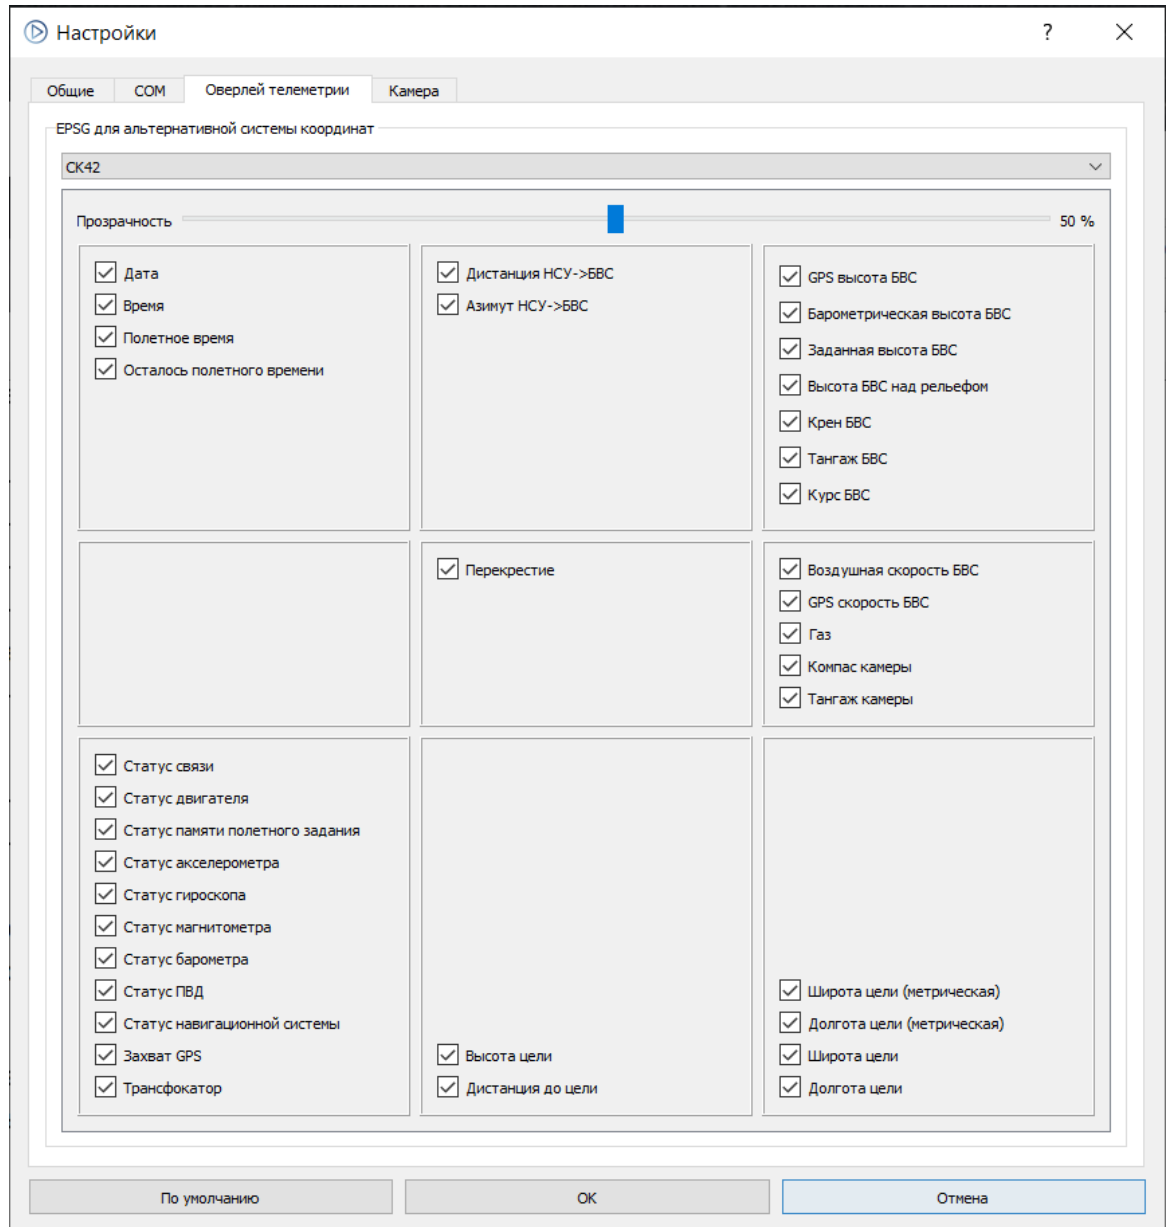 Настройки
?
Общие
COM
Оверлей телеметрии
Камера
EPSG для альтернативной системы координат
СК42
Прозрачность
50 %
Дата
Время
Полетное время
Осталось полетного времени
Дистанция НСУ->БВС
Азимут НСУ->БВС
GPS высота БВС
Барометрическая высота БВС
Заданная высота БВС
Высота БВС над рельефом
Крен БВС
Тангаж БВС
Курс БВС
Перекрестие
Воздушная скорость БВС
GPS скорость БВС
Газ
Компас камеры
Тангаж камеры
Статус связи
Статус двигателя
Статус памяти полетного задания
Статус акселерометра
Статус гироскопа
Статус магнитометра
Статус барометра
Статус ПВД
Статус навигационной системы
Захват GPS
Трансфокатор
Высота цели
Дистанция до цели
Широта цели (метрическая)
Долгота цели (метрическая)
Широта цели
Долгота цели
По умолчанию
OK
Отмена